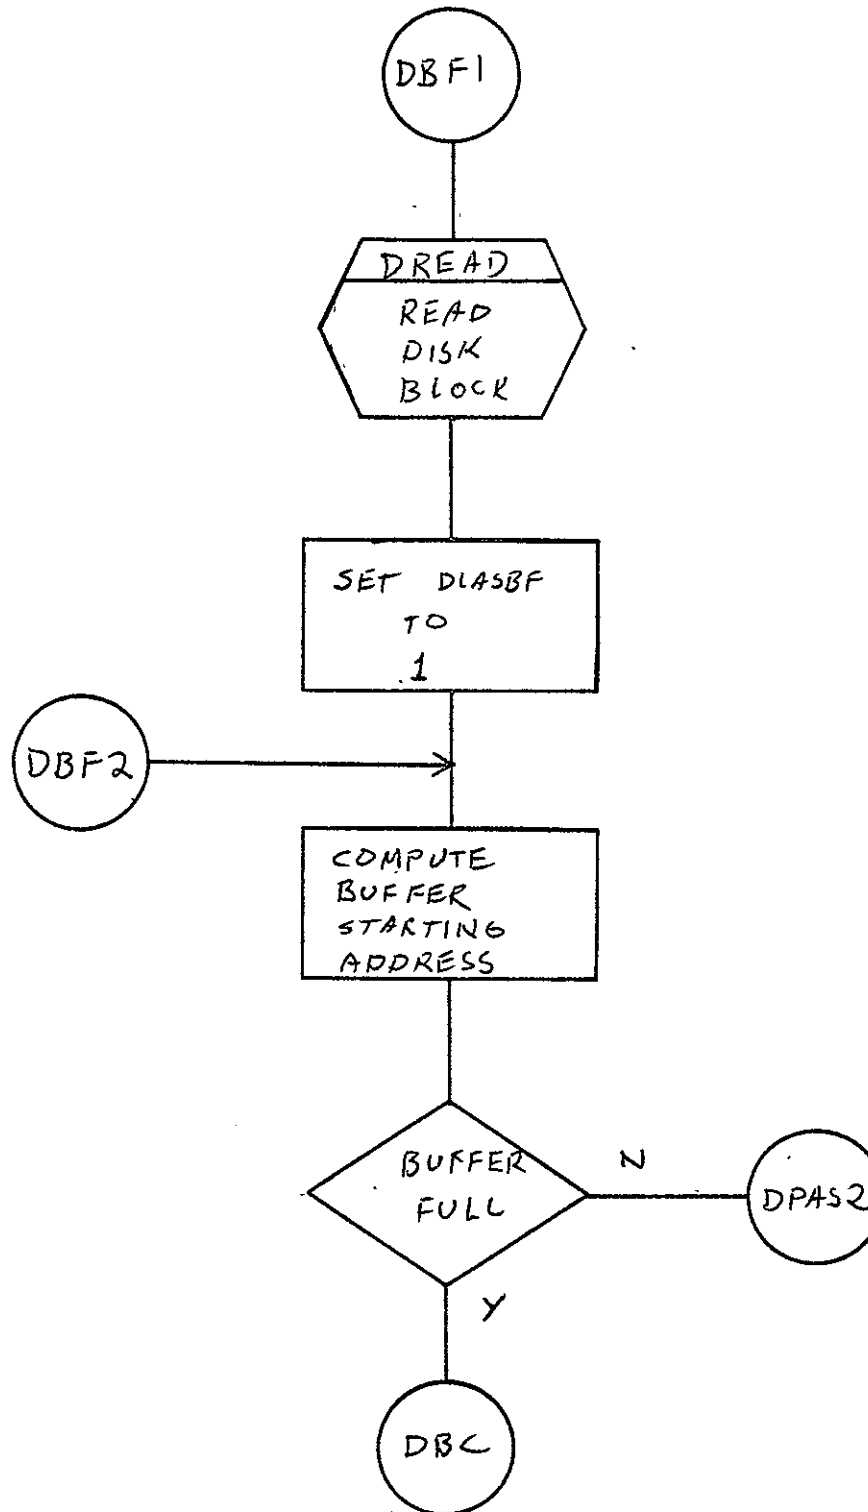 DBF1
DREAD
READ
DISK
BLOCK
SET DLASBF
TO
1
DBF2
COMPUTE
BUFFER
STARTING
ADDRESS
BUFFER
FULL
N
DPAS2
Y
DBC